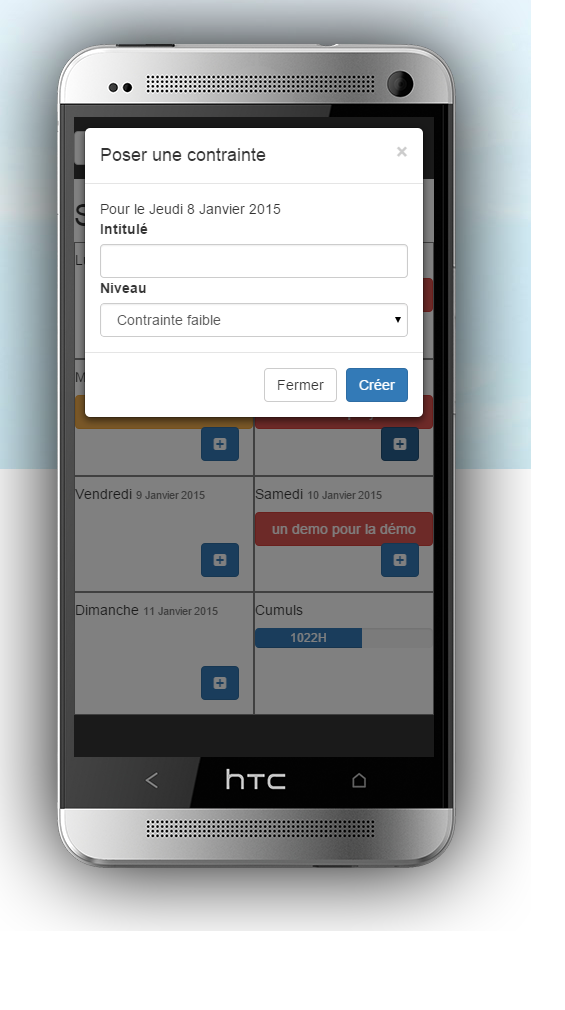 Poser une contrainte
×
Pour le Jeudi 8 Janvier 2015
Intitulé
Niveau
Contrainte faible
Fermer
Créer
Vendredi 9 Janvier 2015
Samedi 10 Janvier 2015
un demo pour la démo
Dimanche 11 Janvier 2015
Cumuls
1022H
hTC